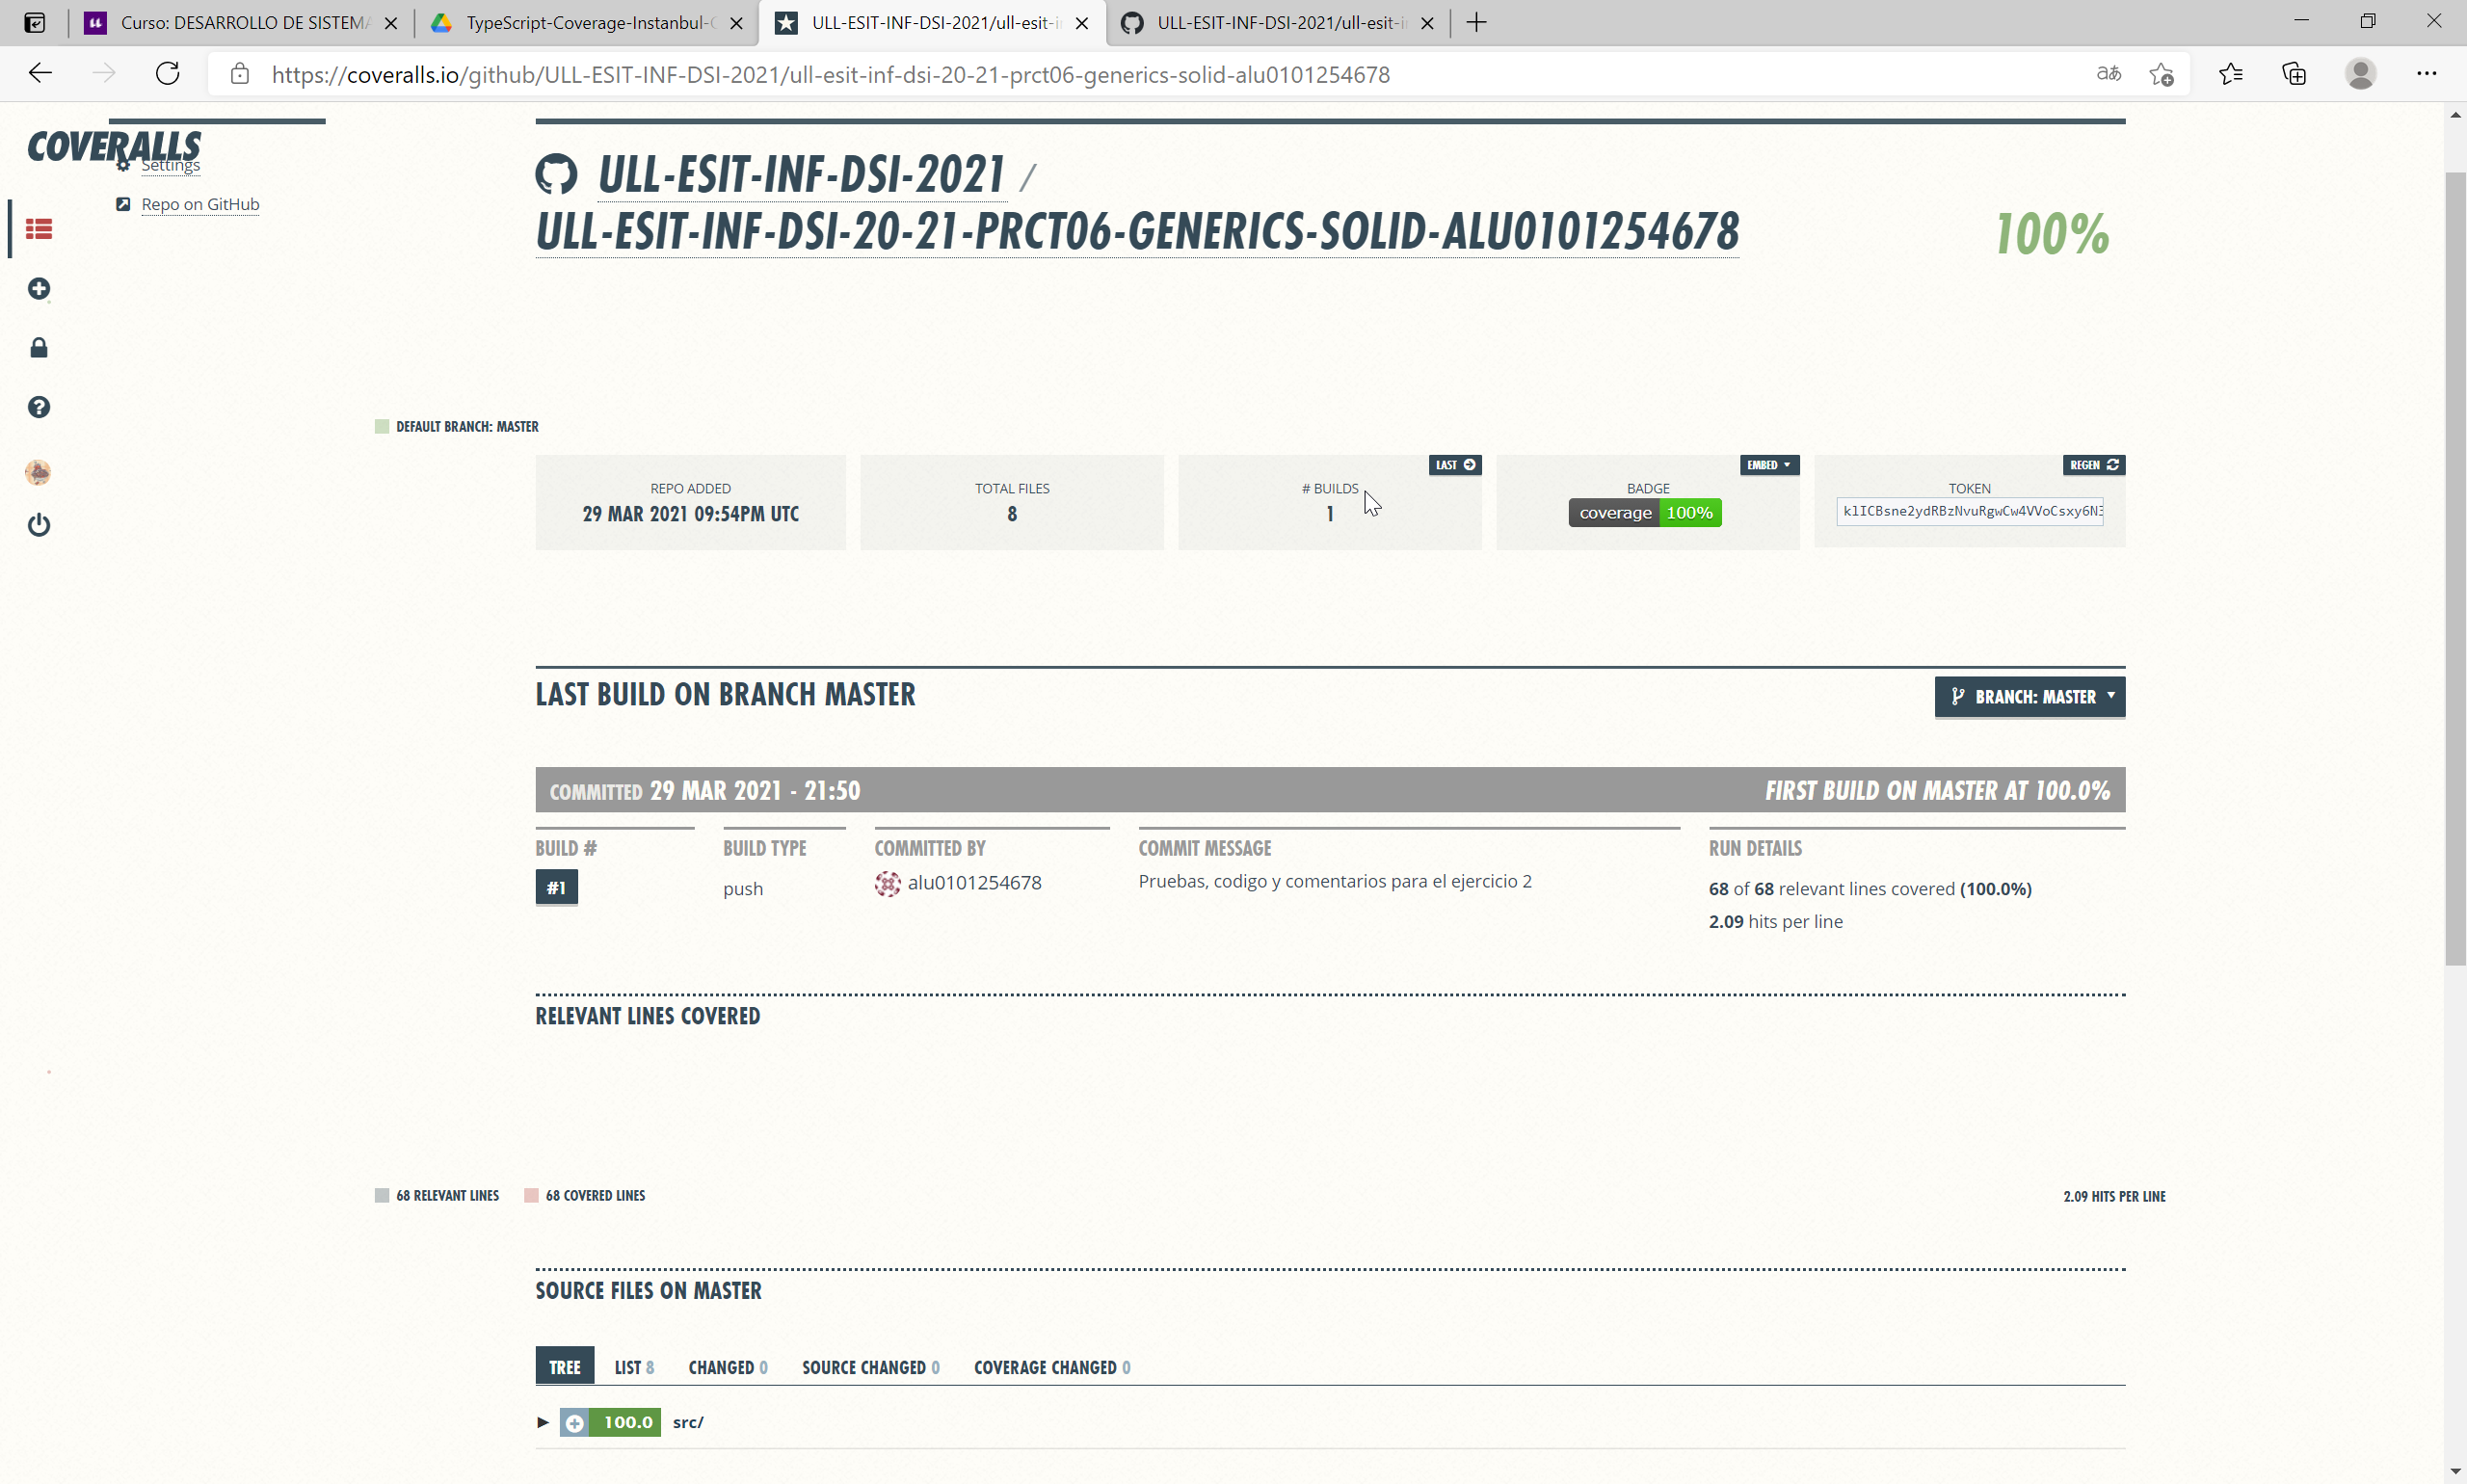 Curso: DESARROLLO DE SISTEMA
TypeScript-Coverage-Instanbul-C
ULL-ESIT-INF-DSI-2021/ull-esit-i
ULL-ESIT-INF-DSI-2021/ull-esit-i
https://coveralls.io/github/ULL-ESIT-INF-DSI-2021/ull-esit-inf-dsi-20-21-prct06-generics-solid-alu0101254678
COVERALLS
Settings
Repo on GitHub
ULL-ESIT-INF-DSI-2021 /
ULL-ESIT-INF-DSI-20-21-PRCT06-GENERICS-SOLID-ALU0101254678
100%
DEFAULT BRANCH: MASTER
REPO ADDED
29 MAR 2021 09:54PM UTC
TOTAL FILES
8
LAST
# BUILDS
1
EMBED
BADGE
coverage 100%
REGEN
TOKEN
klICBsne2ydRBzNvuRgwCw4VVoCsxy6N3
LAST BUILD ON BRANCH MASTER
BRANCH: MASTER
COMMITTED 29 MAR 2021 - 21:50
FIRST BUILD ON MASTER AT 100.0%
BUILD #
BUILD TYPE
COMMITTED BY
COMMIT MESSAGE
RUN DETAILS
#1
push
alu0101254678
Pruebas, codigo y comentarios para el ejercicio 2
68 of 68 relevant lines covered (100.0%)
2.09 hits per line
RELEVANT LINES COVERED
68 RELEVANT LINES
68 COVERED LINES
2.09 HITS PER LINE
SOURCE FILES ON MASTER
TREE
LIST 8
CHANGED 0
SOURCE CHANGED 0
COVERAGE CHANGED 0
100.0 src/